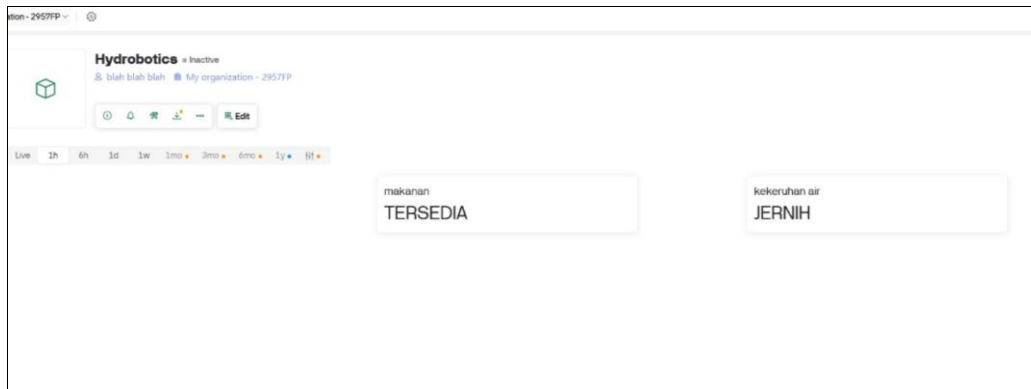 ation - 2957FP
Hydrobotics Inactive
blah blah blah My organization - 2957FP
Edit
Live 1h 6h 1d 1w 1mo 3mo 6mo 1y
makanan
TERSEDIA
kekeruhan air
JERNIH